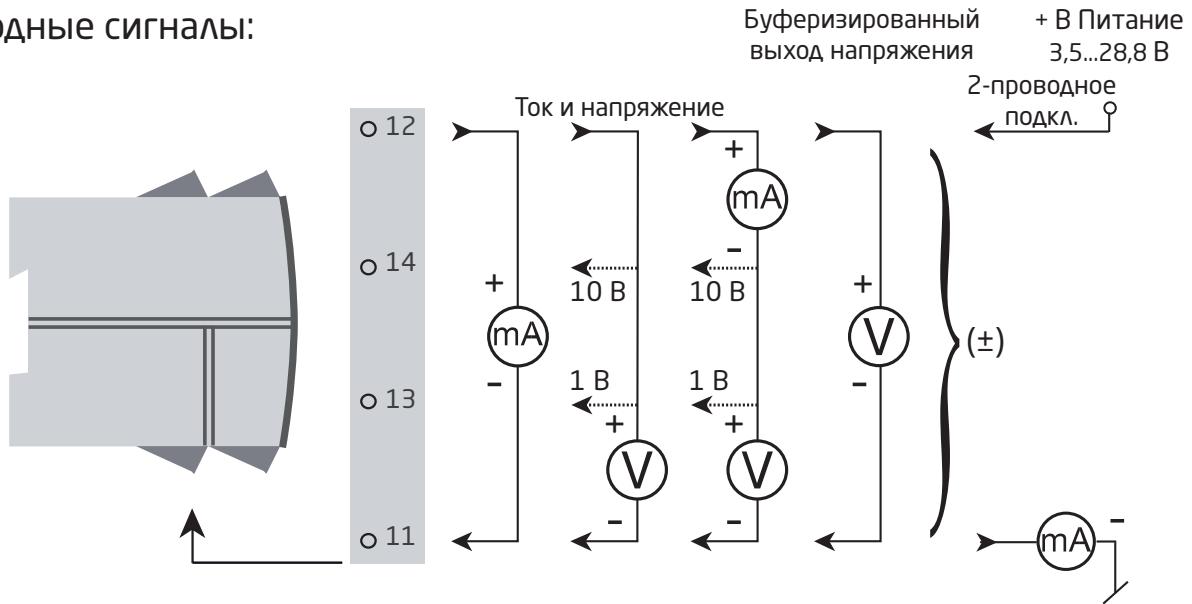 одные сигналы:
Буферизированный
выход напряжения
+ В Питание
3,5...28,8 В
2-проводное
подкл.
Ток и напряжение
12
14
13
11
+
mA
-
10 В
1 В
+
V
-
+
mA
-
10 В
1 В
+
V
-
+
V
-
(±)
mA
-